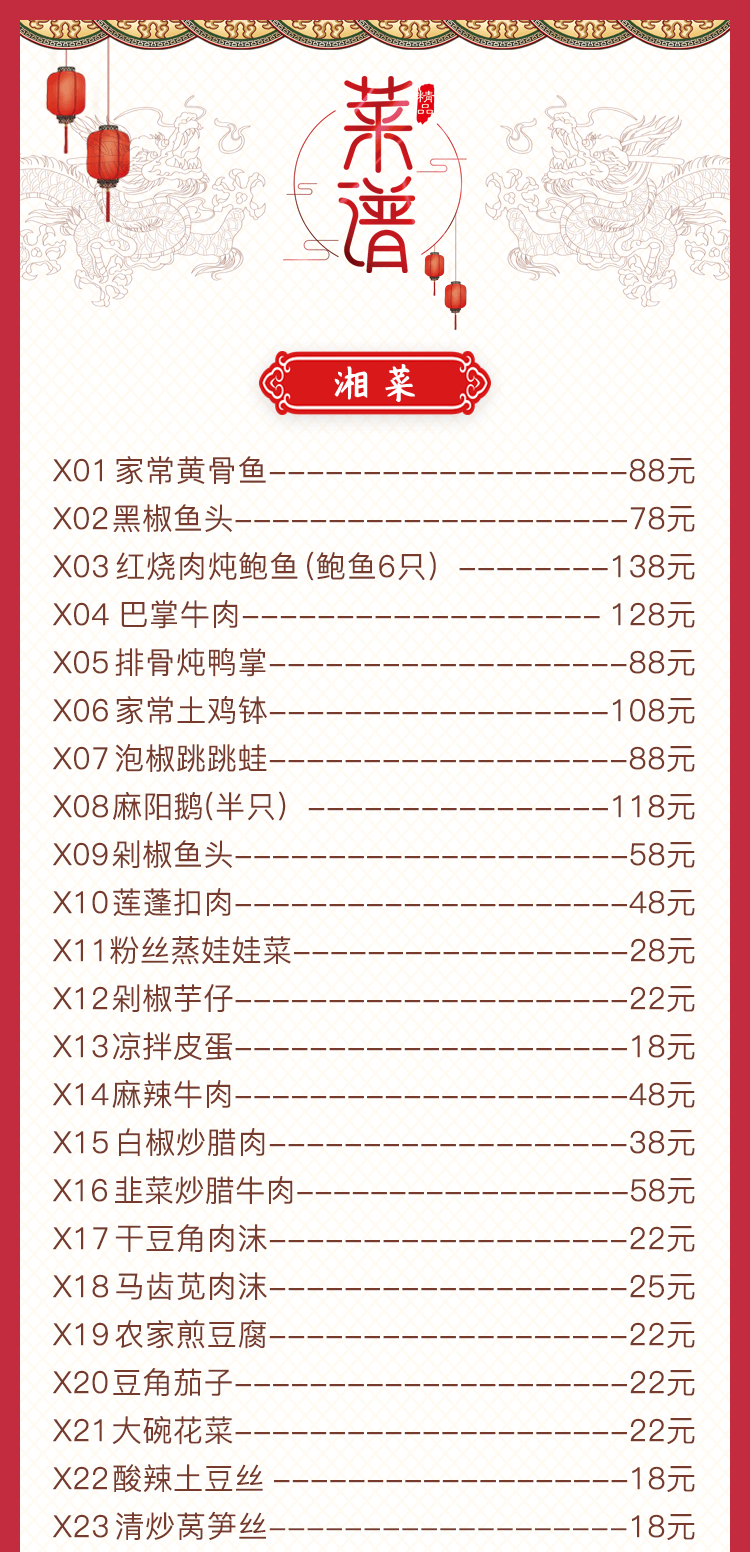 菜谱
精品
湘菜
X01 家常黄骨鱼-------------------88元
X02黑椒鱼头---------------------78元
X03 红烧肉炖鲍鱼(鲍鱼6只) --------138元
X04 巴掌牛肉------------------- 128元
X05 排骨炖鸭掌-------------------88元
X06 家常土鸡钵------------------108元
X07 泡椒跳跳蛙-------------------88元
X08麻阳鹅(半只) ----------------118元
X09剁椒鱼头---------------------58元
X10莲蓬扣肉---------------------48元
X11粉丝蒸娃娃菜------------------28元
X12剁椒芋仔---------------------22元
X13凉拌皮蛋---------------------18元
X14麻辣牛肉---------------------48元
X15 白椒炒腊肉-------------------38元
X16 韭菜炒腊牛肉------------------58元
X17 干豆角肉沫-------------------22元
X18 马齿苋肉沫-------------------25元
X19 农家煎豆腐-------------------22元
X20豆角茄子---------------------22元
X21大碗花菜---------------------22元
X22酸辣土豆丝 -------------------18元
X23 清炒莴笋丝-------------------18元